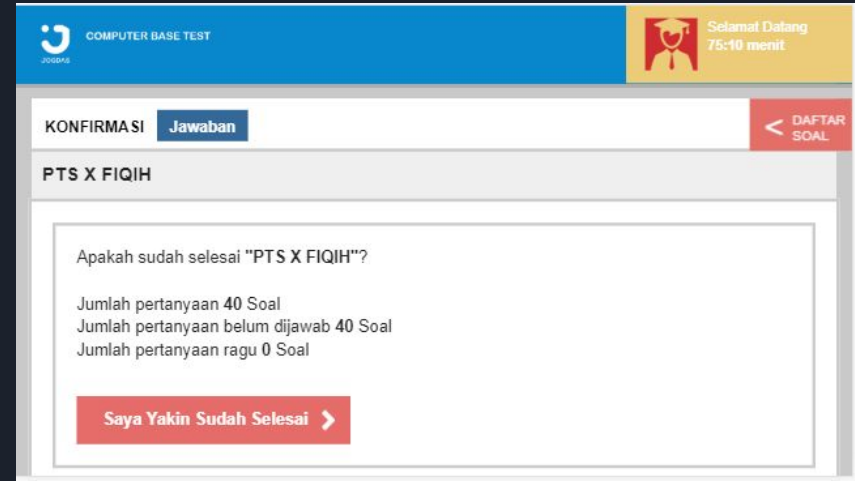 JOGDAS
COMPUTER BASE TEST
Selamat Datang
75:10 menit
KONFIRMASI Jawaban
< DAFTAR
SOAL
PTS X FIQIH
Apakah sudah selesai "PTS X FIQIH"?
Jumlah pertanyaan 40 Soal
Jumlah pertanyaan belum dijawab 40 Soal
Jumlah pertanyaan ragu 0 Soal
Saya Yakin Sudah Selesai